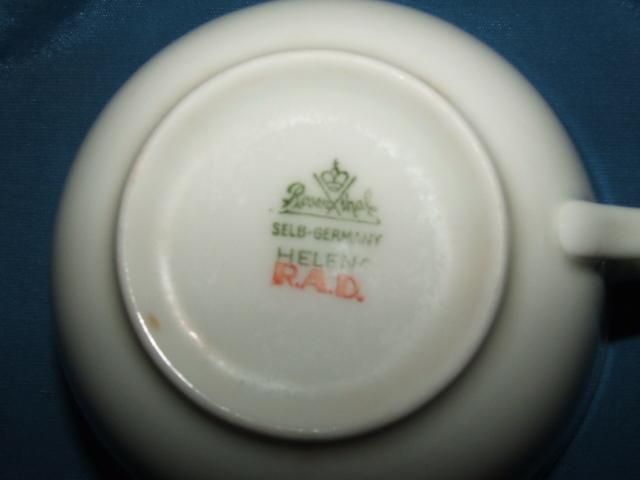 Rosenthal
SELB-GERMANY
HELENA
R.A.D.